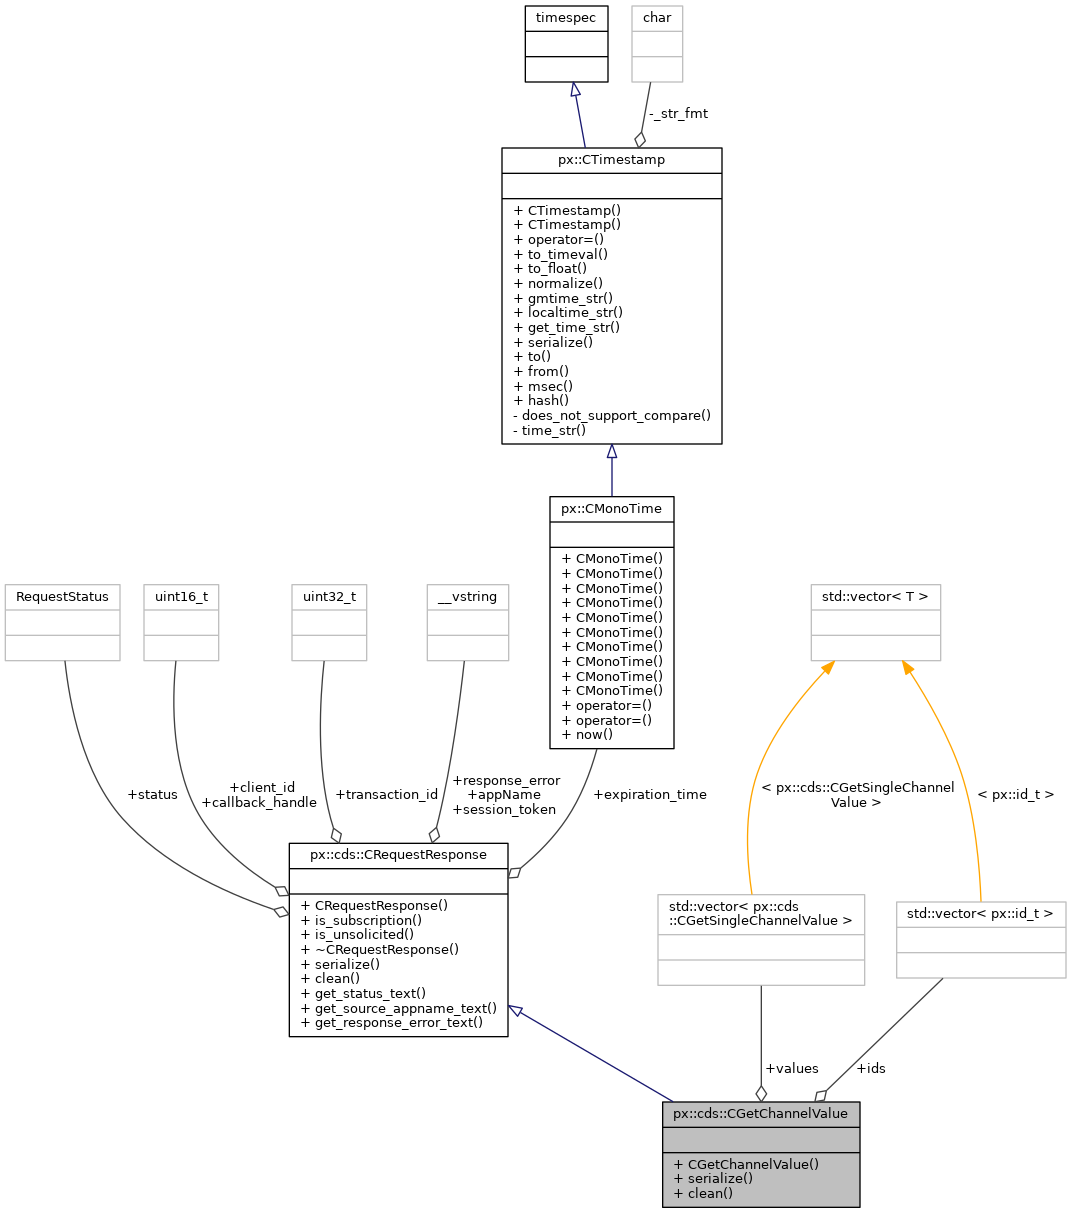 timespec
char
-_str_fmt
px::CTimestamp
+ CTimestamp()
+ CTimestamp()
+ operator=()
+ to_timeval()
+ to_float()
+ normalize()
+ gmtime_str()
+ localtime_str()
+ get_time_str()
+ serialize()
+ to()
+ from()
+ msec()
+ hash()
- does_not_support_compare()
- time_str()
px::CMonoTime
+ CMonoTime()
+ CMonoTime()
+ CMonoTime()
+ CMonoTime()
+ CMonoTime()
+ CMonoTime()
+ CMonoTime()
+ CMonoTime()
+ CMonoTime()
+ CMonoTime()
+ operator=()
+ operator=()
+ now()
RequestStatus
uint16_t
uint32_t
__vstring
std::vector< T >
+status
+client_id
+callback_handle
+transaction_id
+response_error
+appName
+session_token
+expiration_time
< px::cds::CGetSingleChannel
Value >
< px::id_t >
px::cds::CRequestResponse
+ CRequestResponse()
+ is_subscription()
+ is_unsolicited()
+ ~CRequestResponse()
+ serialize()
+ clean()
+ get_status_text()
+ get_source_appname_text()
+ get_response_error_text()
std::vector< px::cds
::CGetSingleChannelValue >
std::vector< px::id_t >
+values
+ids
px::cds::CGetChannelValue
+ CGetChannelValue()
+ serialize()
+ clean()